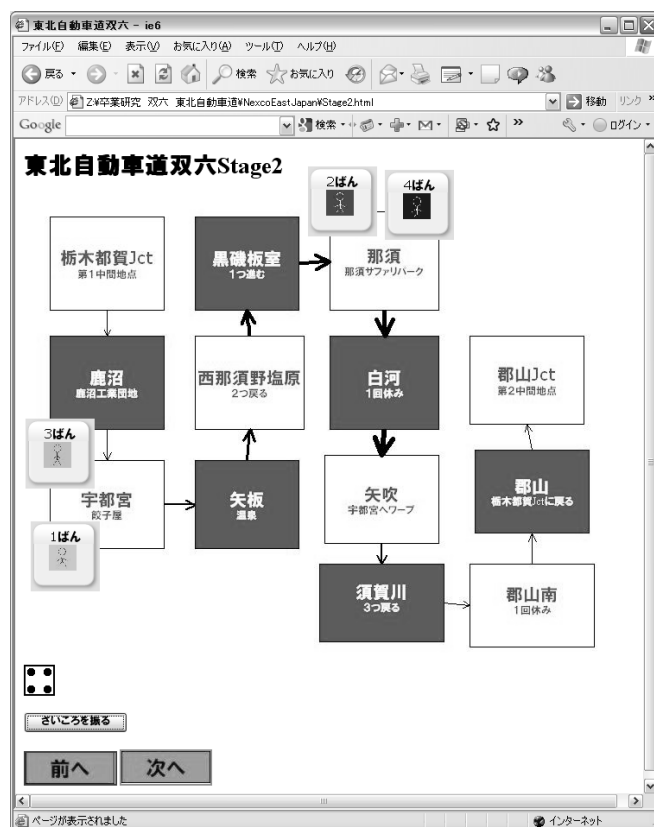 東北自動車道双六 - ie6
ファイル(F) 編集(E) 表示(V) お気に入り(A) ツール(T) ヘルプ(H)
戻る 検索 お気に入り
アドレス(D) Z:¥卒業研究 双六 東北自動車道¥NexcoEastJapan¥Stage2.html 移動 リンク »
Google 検索 » ログイン
東北自動車道双六Stage2
2ばん 4ばん
栃木都賀Jct
第1中間地点
黒磯板室
1つ進む
那須
那須サファリパーク
鹿沼
鹿沼工業団地
西那須野塩原
2つ戻る
白河
1回休み
郡山Jct
第2中間地点
3ばん
宇都宮
餃子屋
矢板
温泉
矢吹
宇都宮へワープ
郡山
栃木都賀Jctに戻る
1ばん
須賀川
3つ戻る
郡山南
1回休み
さいころを振る
前へ 次へ
ページが表示されました インターネット